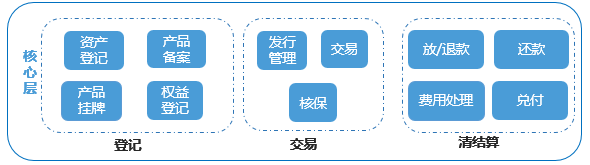 核心层
资产
登记
产品
备案
产品
挂牌
权益
登记
登记
发行
管理
交易
核保
交易
放/退款
还款
费用处理
兑付
清结算